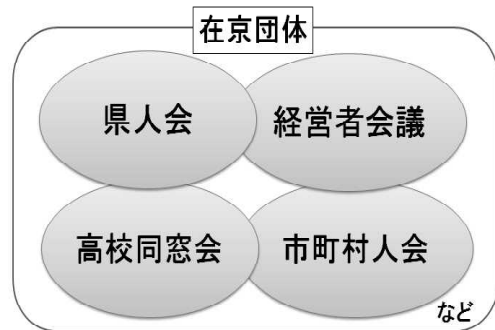 在京団体
県人会
経営者会議
高校同窓会
市町村人会
など